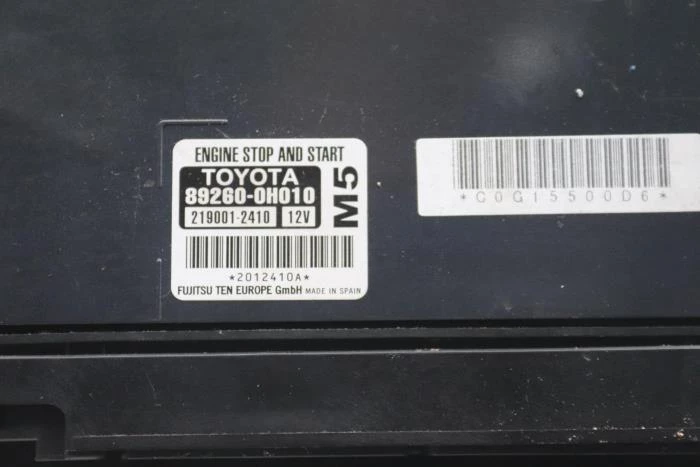 ENGINE STOP AND START
TOYOTA
89260-0H010
219001-2410 12V
M5
*2012410A*
FUJITSU TEN EUROPE GmbH MADE IN SPAIN
*G0G15500D6*